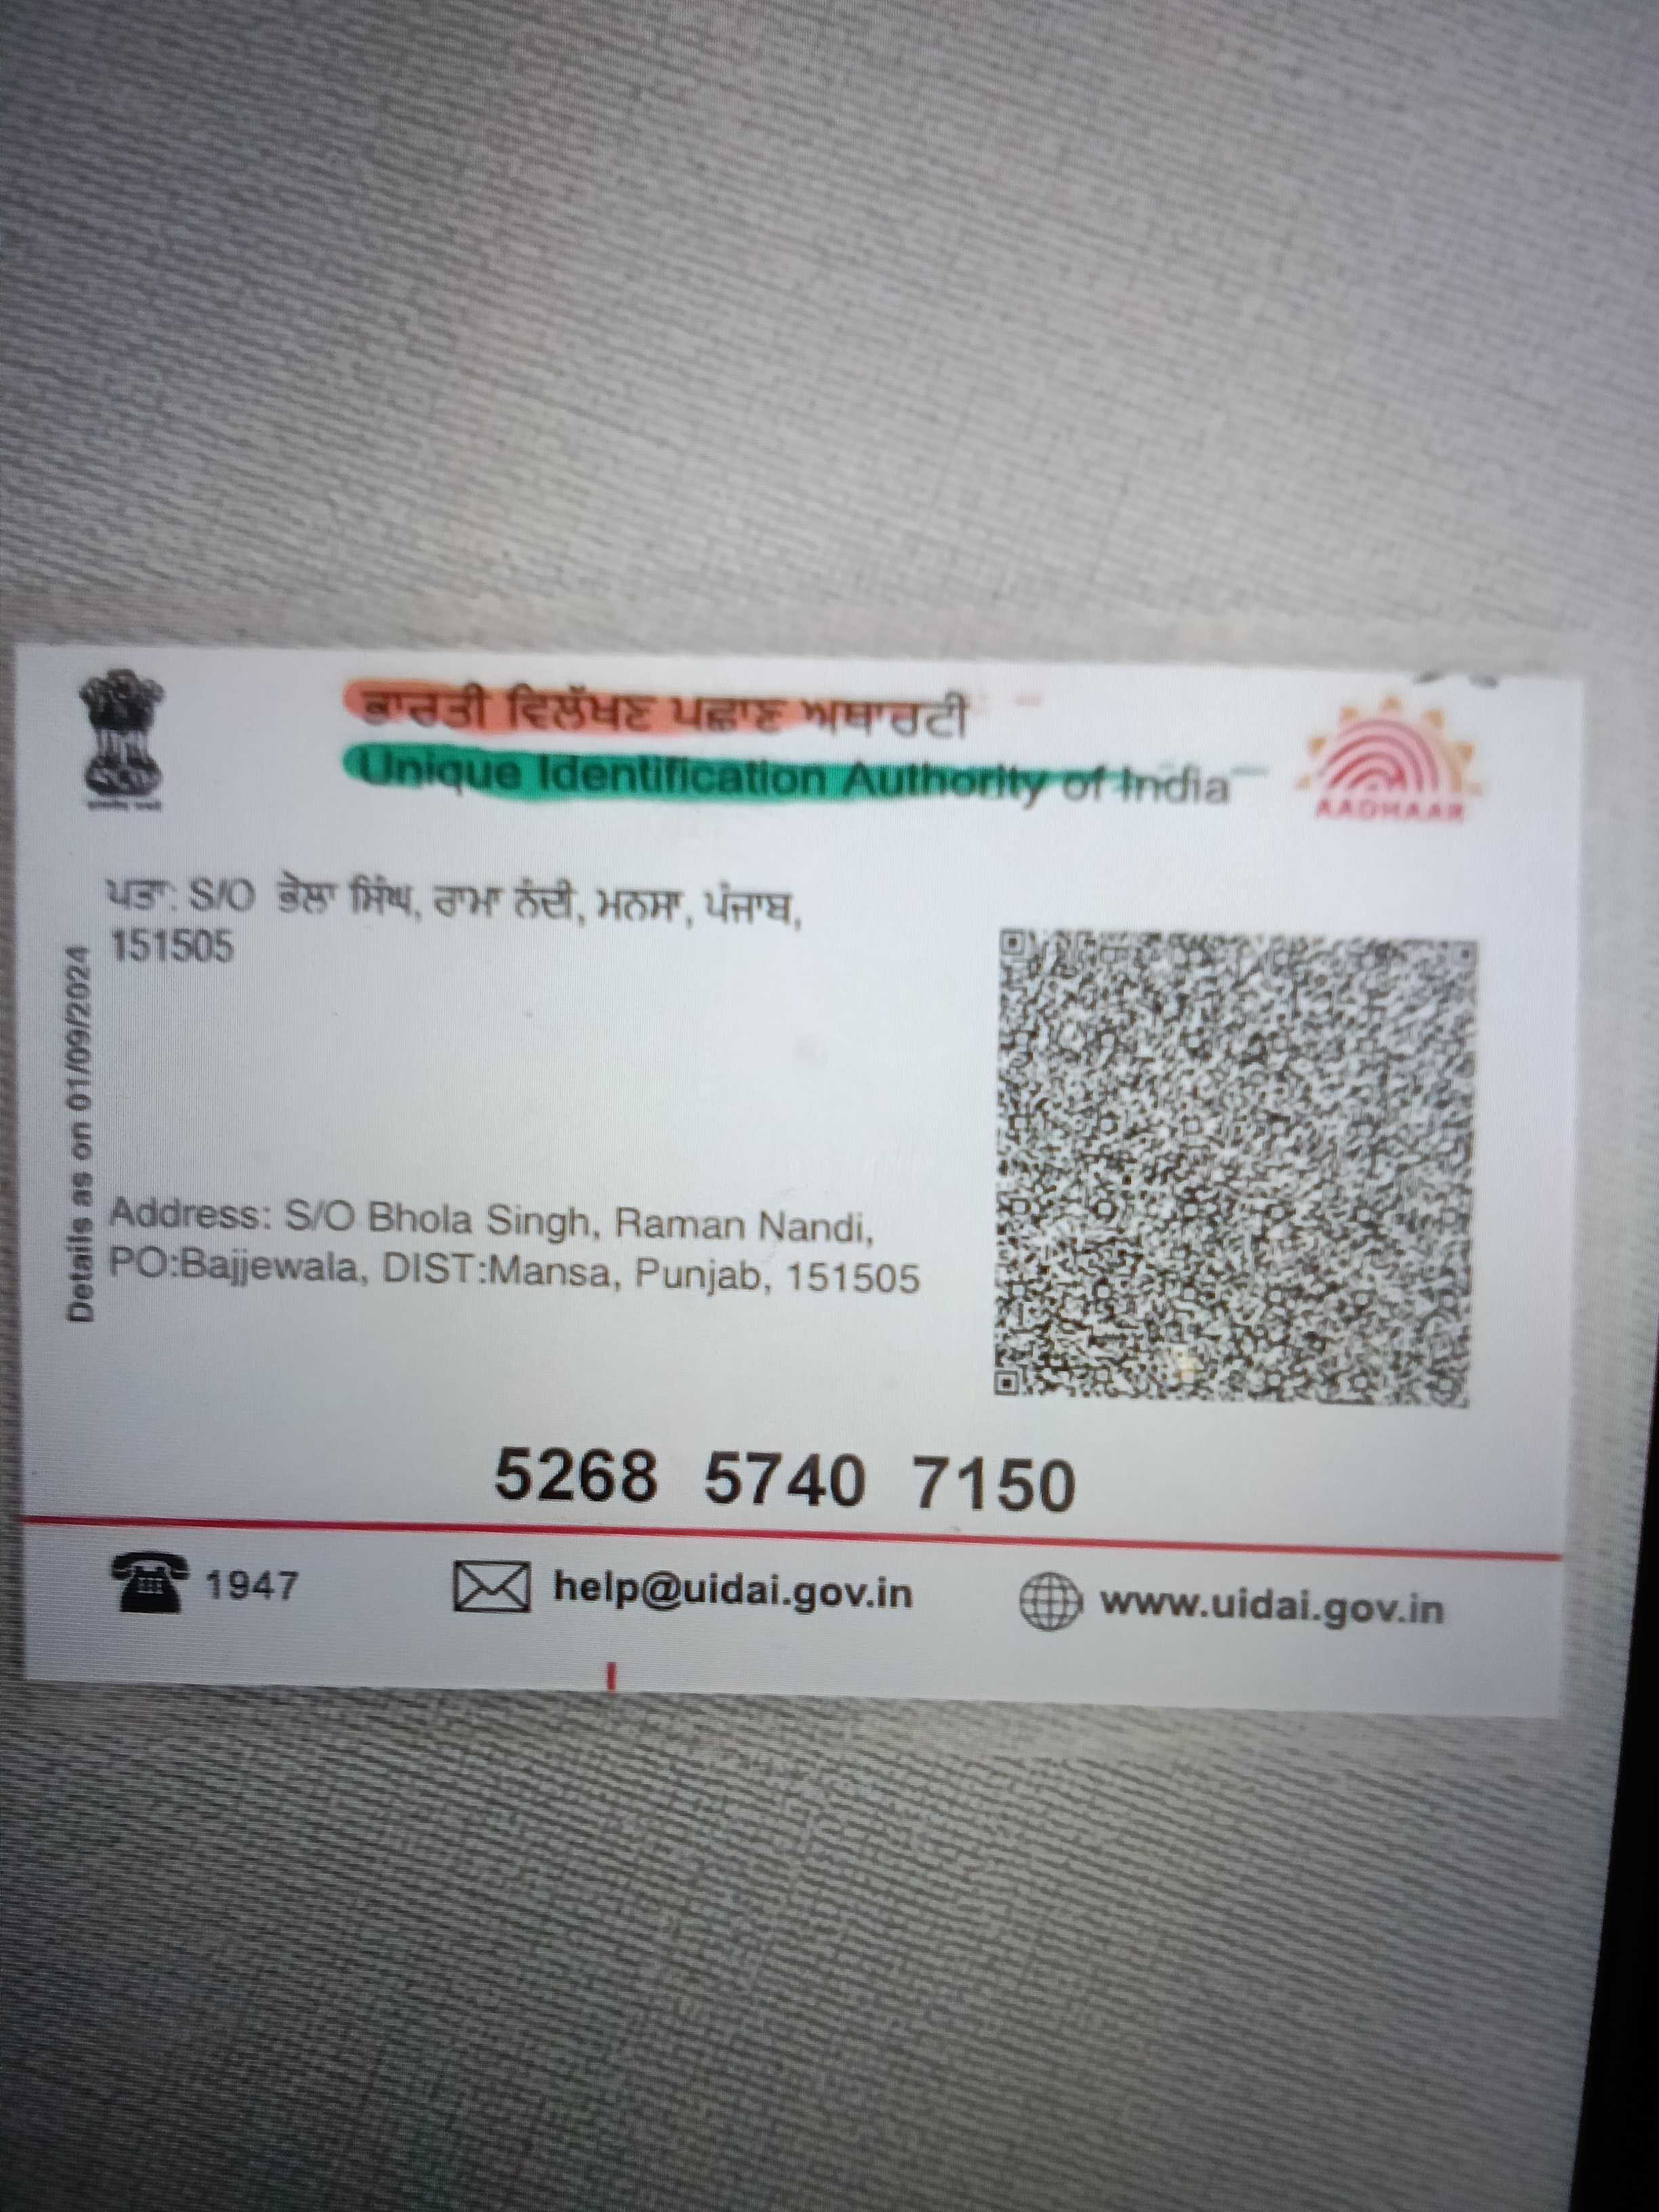 ਭਾਰਤੀ ਵਿਲੱਖਣ ਪਛਾਣ ਅਥਾਰਟੀ
Unique Identification Authority of India
AADHAAR
ਪਤਾ: S/O ਭੋਲਾ ਸਿੰਘ, ਰਾਮਾ ਨੰਦੀ, ਮਨਸਾ, ਪੰਜਾਬ,
151505
Details as on 01/09/2024
Address: S/O Bhola Singh, Raman Nandi,
PO:Bajjewala, DIST:Mansa, Punjab, 151505
5268 5740 7150
1947
help@uidai.gov.in
www.uidai.gov.in